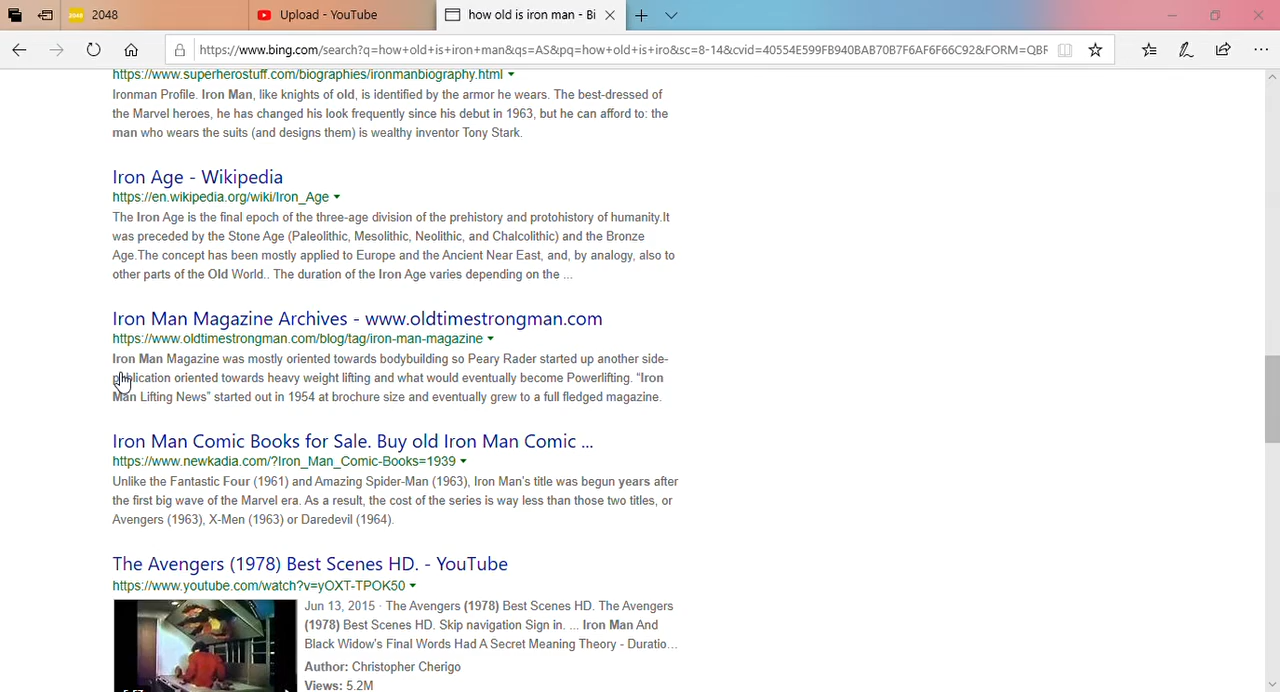 2048
Upload - YouTube
how old is iron man - Bi
https://www.bing.com/search?q=how+old+is+iron+man&qs=AS&pq=how+old+is+iro&sc=8-14&cvid=40554E599FB940BAB70B7F6AF6F66C92&FORM=QBF
https://www.superherostuff.com/biographies/ironmanbiography.html
Ironman Profile. Iron Man, like knights of old, is identified by the armor he wears. The best-dressed of
the Marvel heroes, he has changed his look frequently since his debut in 1963, but he can afford to: the
man who wears the suits (and designs them) is wealthy inventor Tony Stark.
Iron Age - Wikipedia
https://en.wikipedia.org/wiki/Iron_Age
The Iron Age is the final epoch of the three-age division of the prehistory and protohistory of humanity.It
was preceded by the Stone Age (Paleolithic, Mesolithic, Neolithic, and Chalcolithic) and the Bronze
Age.The concept has been mostly applied to Europe and the Ancient Near East, and, by analogy, also to
other parts of the Old World.. The duration of the Iron Age varies depending on the ...
Iron Man Magazine Archives - www.oldtimestrongman.com
https://www.oldtimestrongman.com/blog/tag/iron-man-magazine
Iron Man Magazine was mostly oriented towards bodybuilding so Peary Rader started up another side-
publication oriented towards heavy weight lifting and what would eventually become Powerlifting. “Iron
Man Lifting News” started out in 1954 at brochure size and eventually grew to a full fledged magazine.
Iron Man Comic Books for Sale. Buy old Iron Man Comic ...
https://www.newkadia.com/?Iron_Man_Comic-Books=1939
Unlike the Fantastic Four (1961) and Amazing Spider-Man (1963), Iron Man's title was begun years after
the first big wave of the Marvel era. As a result, the cost of the series is way less than those two titles, or
Avengers (1963), X-Men (1963) or Daredevil (1964).
The Avengers (1978) Best Scenes HD. - YouTube
https://www.youtube.com/watch?v=yOXT-TPOK50
Jun 13, 2015 · The Avengers (1978) Best Scenes HD. The Avengers
(1978) Best Scenes HD. Skip navigation Sign in. ... Iron Man And
Black Widow's Final Words Had A Secret Meaning Theory - Duratio...
Author: Christopher Cherigo
Views: 5.2M